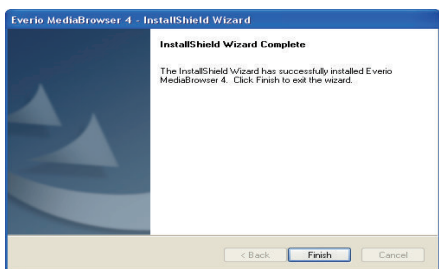 Everio MediaBrowser 4 - InstallShield Wizard
InstallShield Wizard Complete
The InstallShield Wizard has successfully installed Everio
MediaBrowser 4. Click Finish to exit the wizard.
< Back Finish Cancel